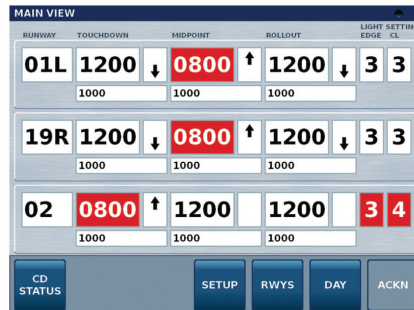 MAIN VIEW
LIGHT SETTIN
RUNWAY TOUCHDOWN MIDPOINT ROLLOUT EDGE CL
01L 1200 ↓ 0800 ↑ 1200 ↓ 3 3
1000 1000 1000
19R 1200 ↓ 0800 ↑ 1200 ↓ 3 3
1000 1000 1000
02 0800 ↑ 1200 1200 3 4
1000 1000 1000
CD
STATUS SETUP RWYS DAY ACKN